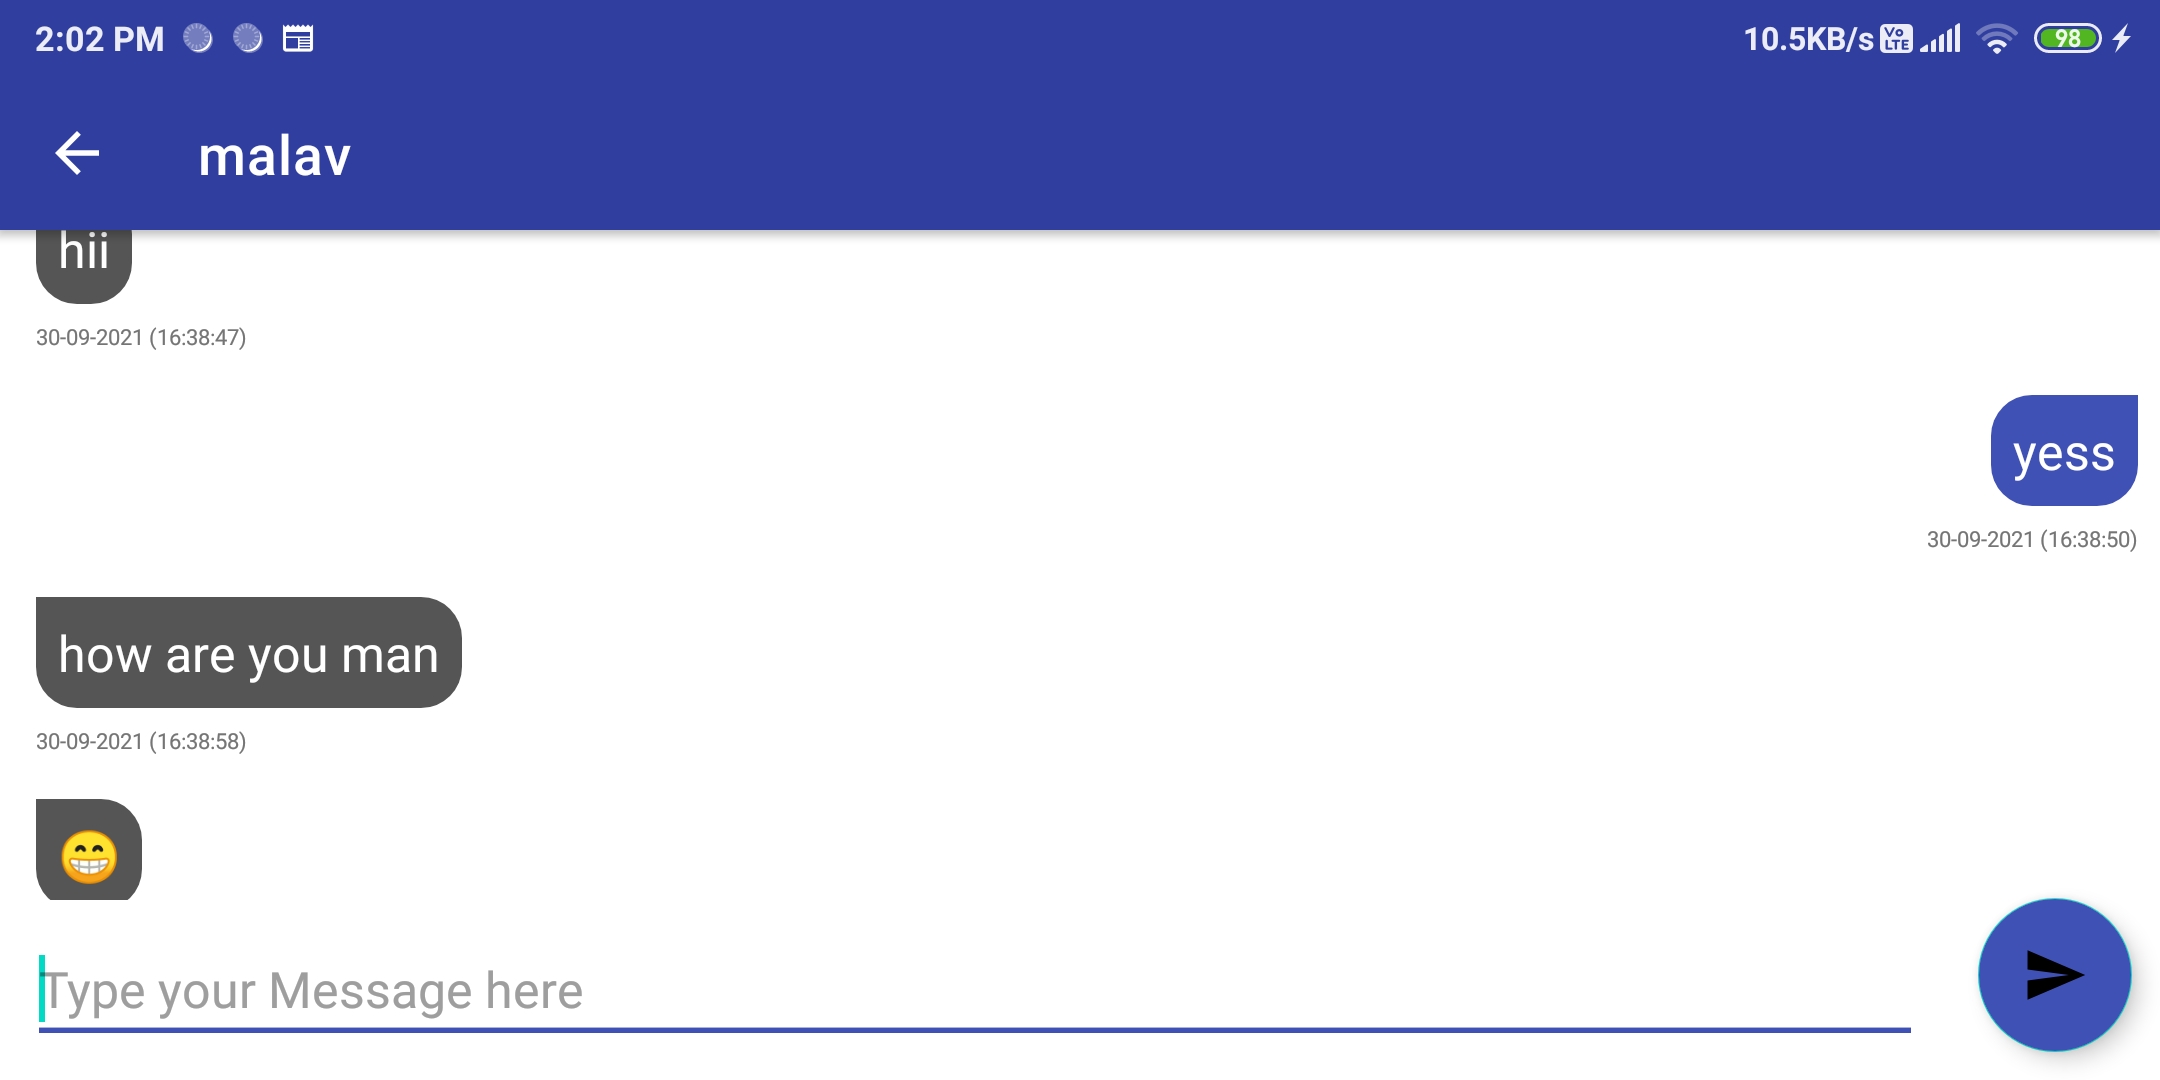 2:02 PM 10.5KB/s Vo LTE 98
malav
hii
30-09-2021 (16:38:47)
yess
30-09-2021 (16:38:50)
how are you man
30-09-2021 (16:38:58)
😁
Type your Message here